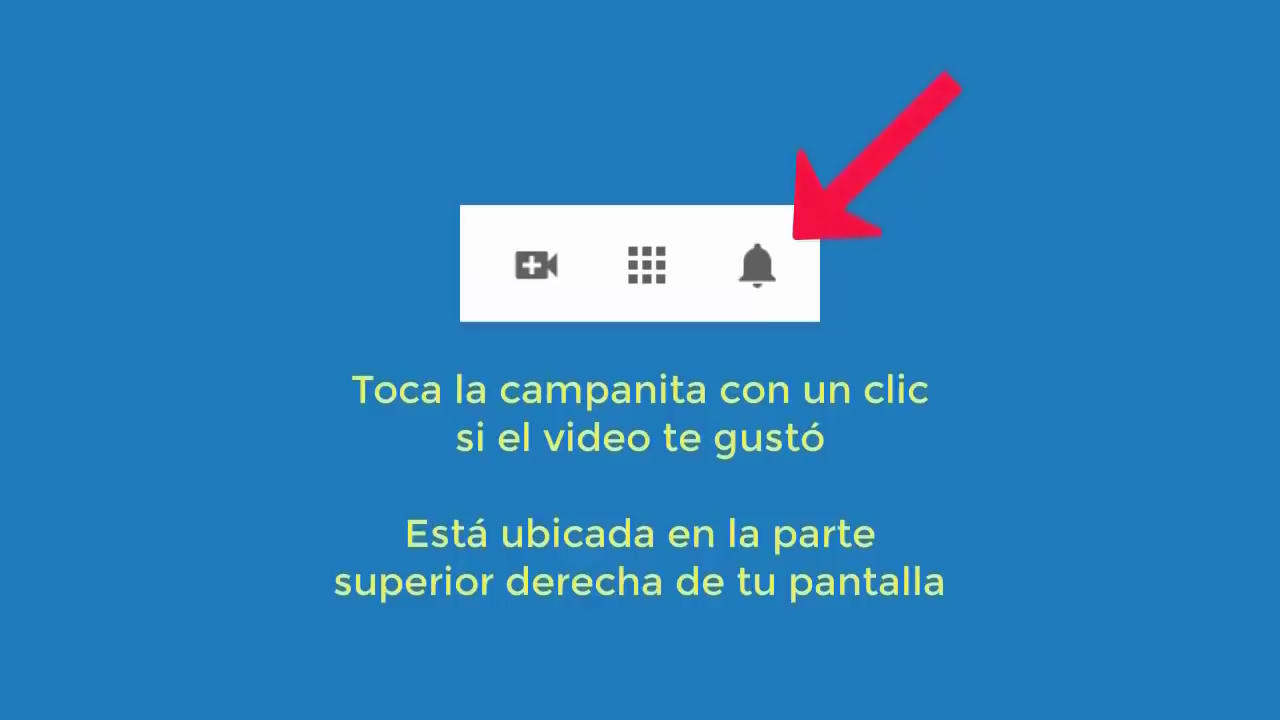 Toca la campanita con un clic
si el video te gustó
Está ubicada en la parte
superior derecha de tu pantalla